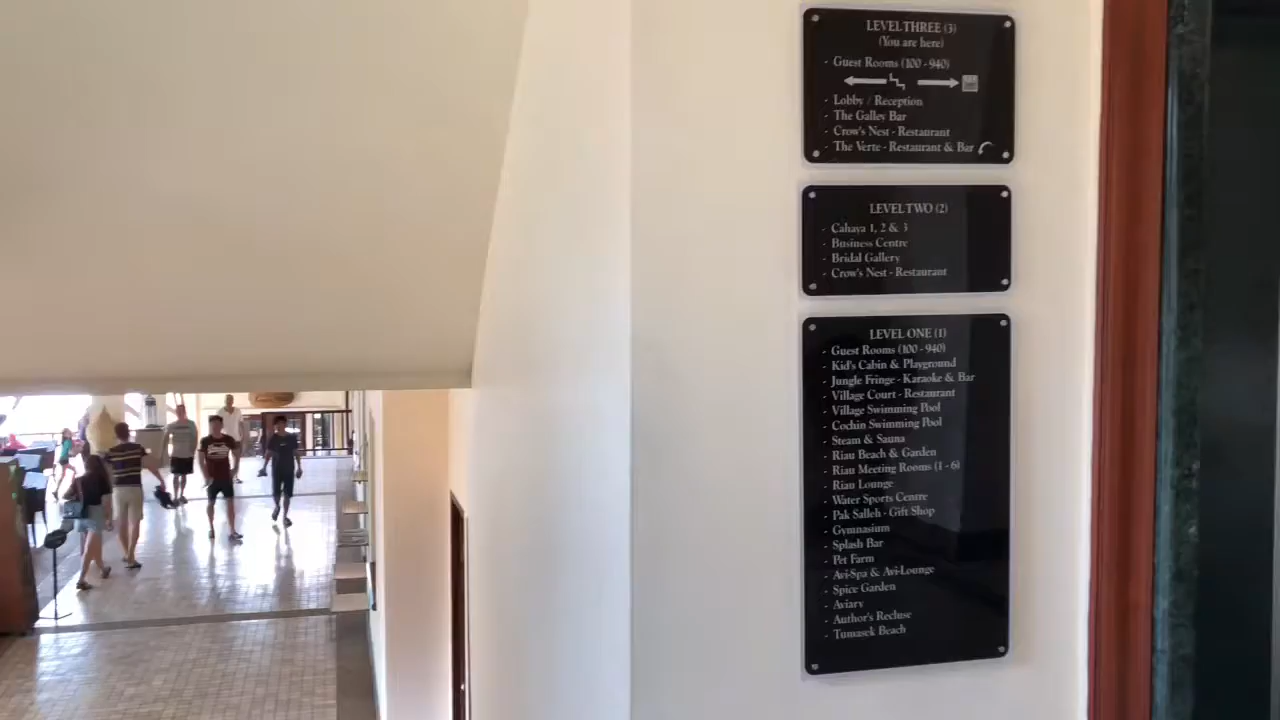 LEVEL THREE (3)
(You are here)
- Guest Rooms (100 - 940)
- Lobby / Reception
- The Galley Bar
- Crow's Nest - Restaurant
- The Verte - Restaurant & Bar
LEVEL TWO (2)
- Cahaya 1, 2 & 3
- Business Centre
- Bridal Gallery
- Crow's Nest - Restaurant
LEVEL ONE (1)
- Guest Rooms (100 - 940)
- Kid's Cabin & Playground
- Jungle Fringe - Karaoke & Bar
- Village Court - Restaurant
- Village Swimming Pool
- Cochin Swimming Pool
- Steam & Sauna
- Riau Beach & Garden
- Riau Meeting Rooms (1 - 6)
- Riau Lounge
- Water Sports Centre
- Pak Salleh - Gift Shop
- Gymnasium
- Splash Bar
- Pet Farm
- Avi-Spa & Avi-Lounge
- Spice Garden
- Aviary
- Author's Recluse
- Tumasek Beach